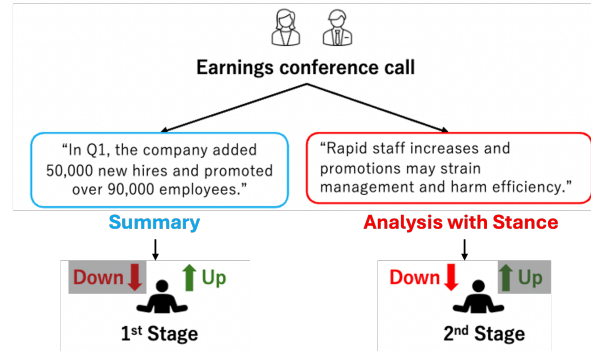 Earnings conference call
“In Q1, the company added
50,000 new hires and promoted
over 90,000 employees.”
“Rapid staff increases and
promotions may strain
management and harm efficiency.”
Summary
Analysis with Stance
Down Up
Down Up
1st Stage
2nd Stage